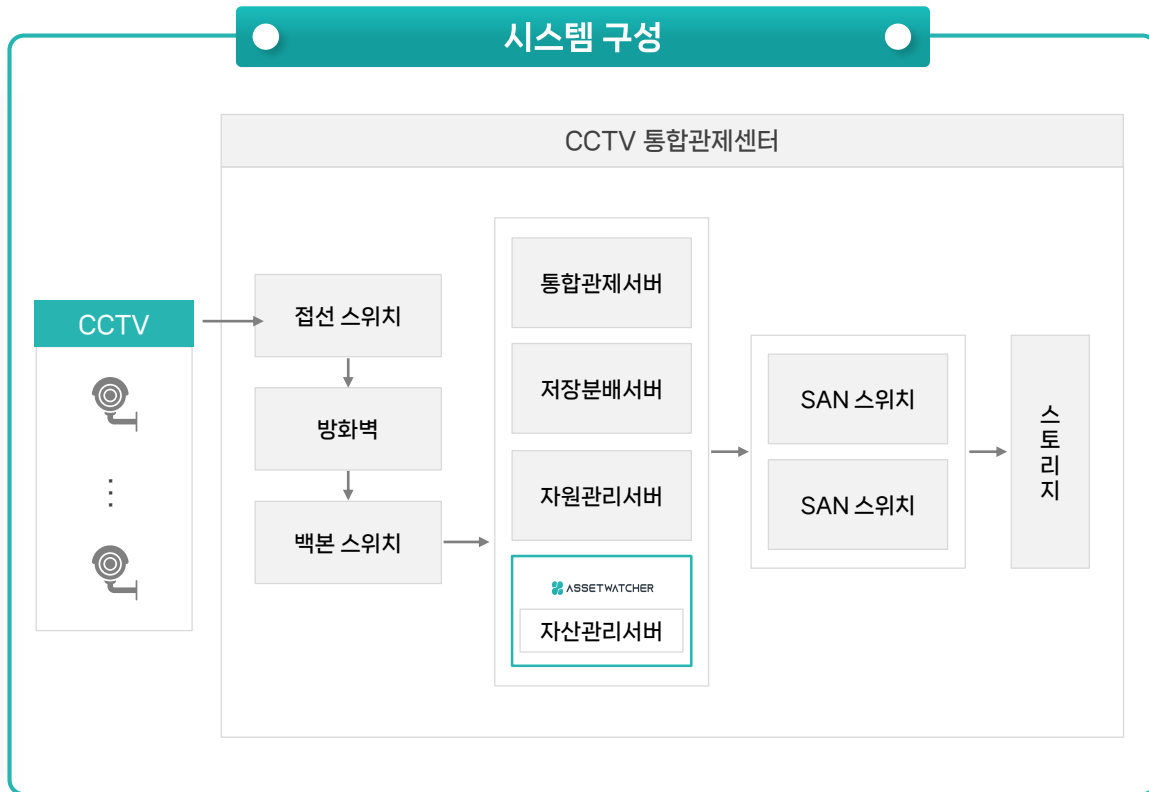 시스템 구성
CCTV 통합관제센터
CCTV
⋮
접선 스위치
방화벽
백본 스위치
통합관제서버
저장분배서버
자원관리서버
ASSETWATCHER
자산관리서버
SAN 스위치
SAN 스위치
스토리지